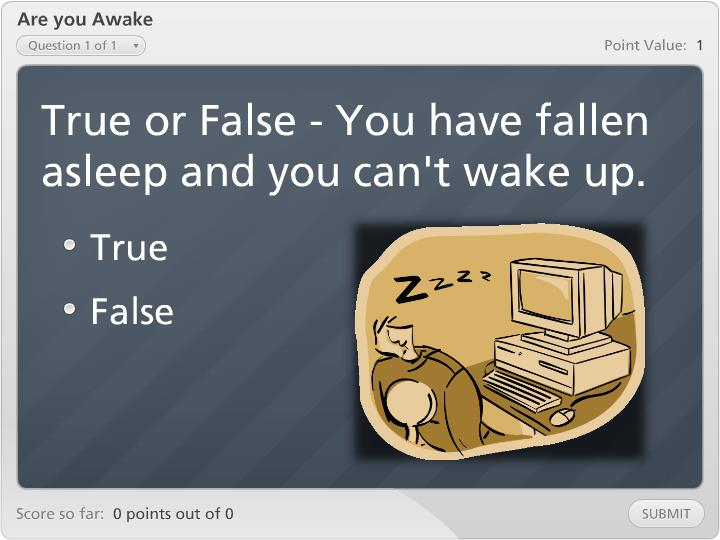 Are you Awake
Question 1 of 1
Point Value: 1
True or False - You have fallen
asleep and you can't wake up.
True
False
Z z z z
Score so far: 0 points out of 0
SUBMIT